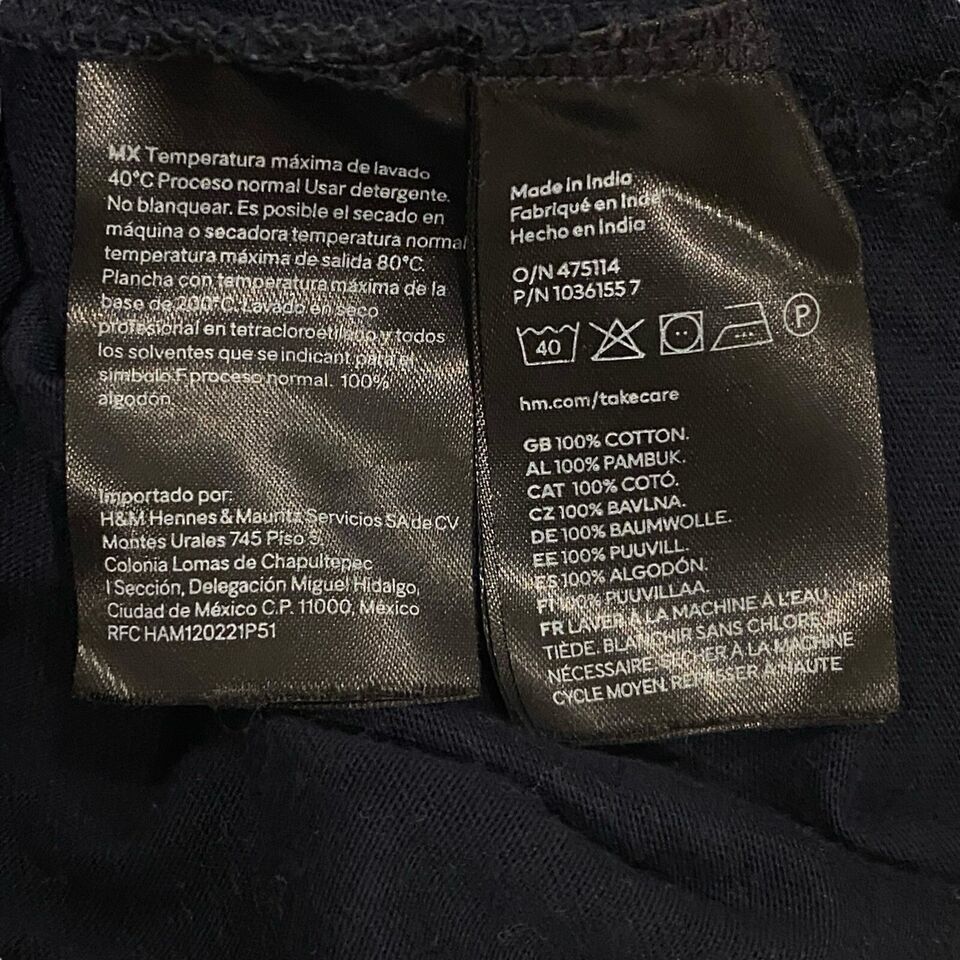 MX Temperatura máxima de lavado
40°C Proceso normal Usar detergente.
No blanquear. Es posible el secado en
máquina o secadora temperatura normal
temperatura máxima de salida 80°C.
Plancha con temperatura máxima de la
base de 200°C. Lavado en seco
profesional en tetracloroetileno y todos
los solventes que se indicant para el
símbolo F proceso normal. 100%
algodón.
Importado por:
H&M Hennes & Mauritz Servicios SA de CV
Montes Urales 745 Piso 5,
Colonia Lomas de Chapultepec
I Sección, Delegación Miguel Hidalgo,
Ciudad de México C.P. 11000, México
RFC HAM120221P51
Made in India
Fabriqué en Inde
Hecho en India
O/N 475114
P/N 1036155 7
40 P
hm.com/takecare
GB 100% COTTON.
AL 100% PAMBUK.
CAT 100% COTÓ.
CZ 100% BAVLNA.
DE 100% BAUMWOLLE.
EE 100% PUUVILL.
ES 100% ALGODÓN.
FI 100% PUUVILLAA.
FR LAVER À LA MACHINE À L'EAU
TIÈDE. BLANCHIR SANS CHLORE SI
NÉCESSAIRE. SÉCHER À LA MACHINE
CYCLE MOYEN. REPASSER À HAUTE